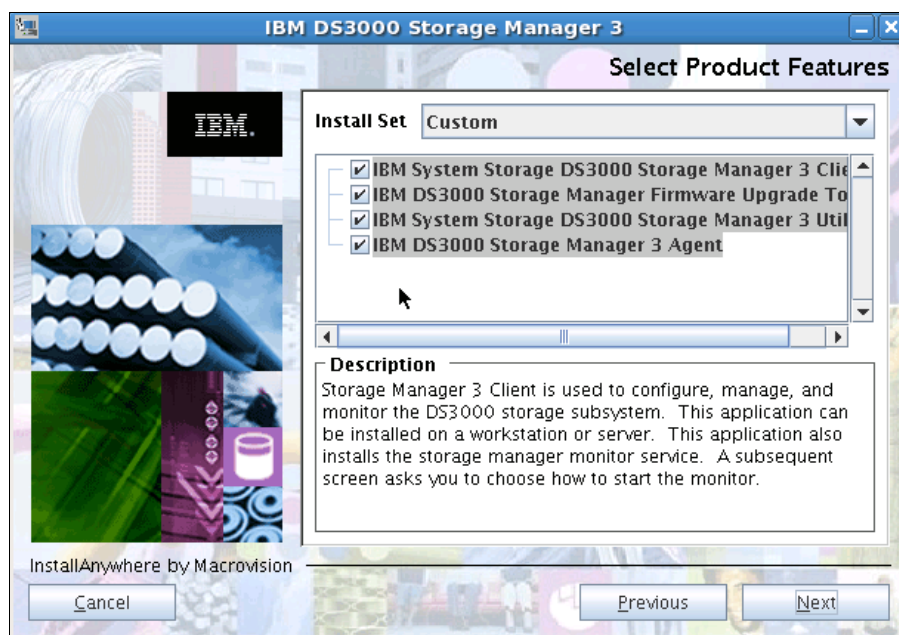 IBM DS3000 Storage Manager 3
Select Product Features
IBM.
Install Set Custom
IBM System Storage DS3000 Storage Manager 3 Clie
IBM DS3000 Storage Manager Firmware Upgrade To
IBM System Storage DS3000 Storage Manager 3 Util
IBM DS3000 Storage Manager 3 Agent
Description
Storage Manager 3 Client is used to configure, manage, and
monitor the DS3000 storage subsystem. This application can
be installed on a workstation or server. This application also
installs the storage manager monitor service. A subsequent
screen asks you to choose how to start the monitor.
InstallAnywhere by Macrovision
Cancel Previous Next